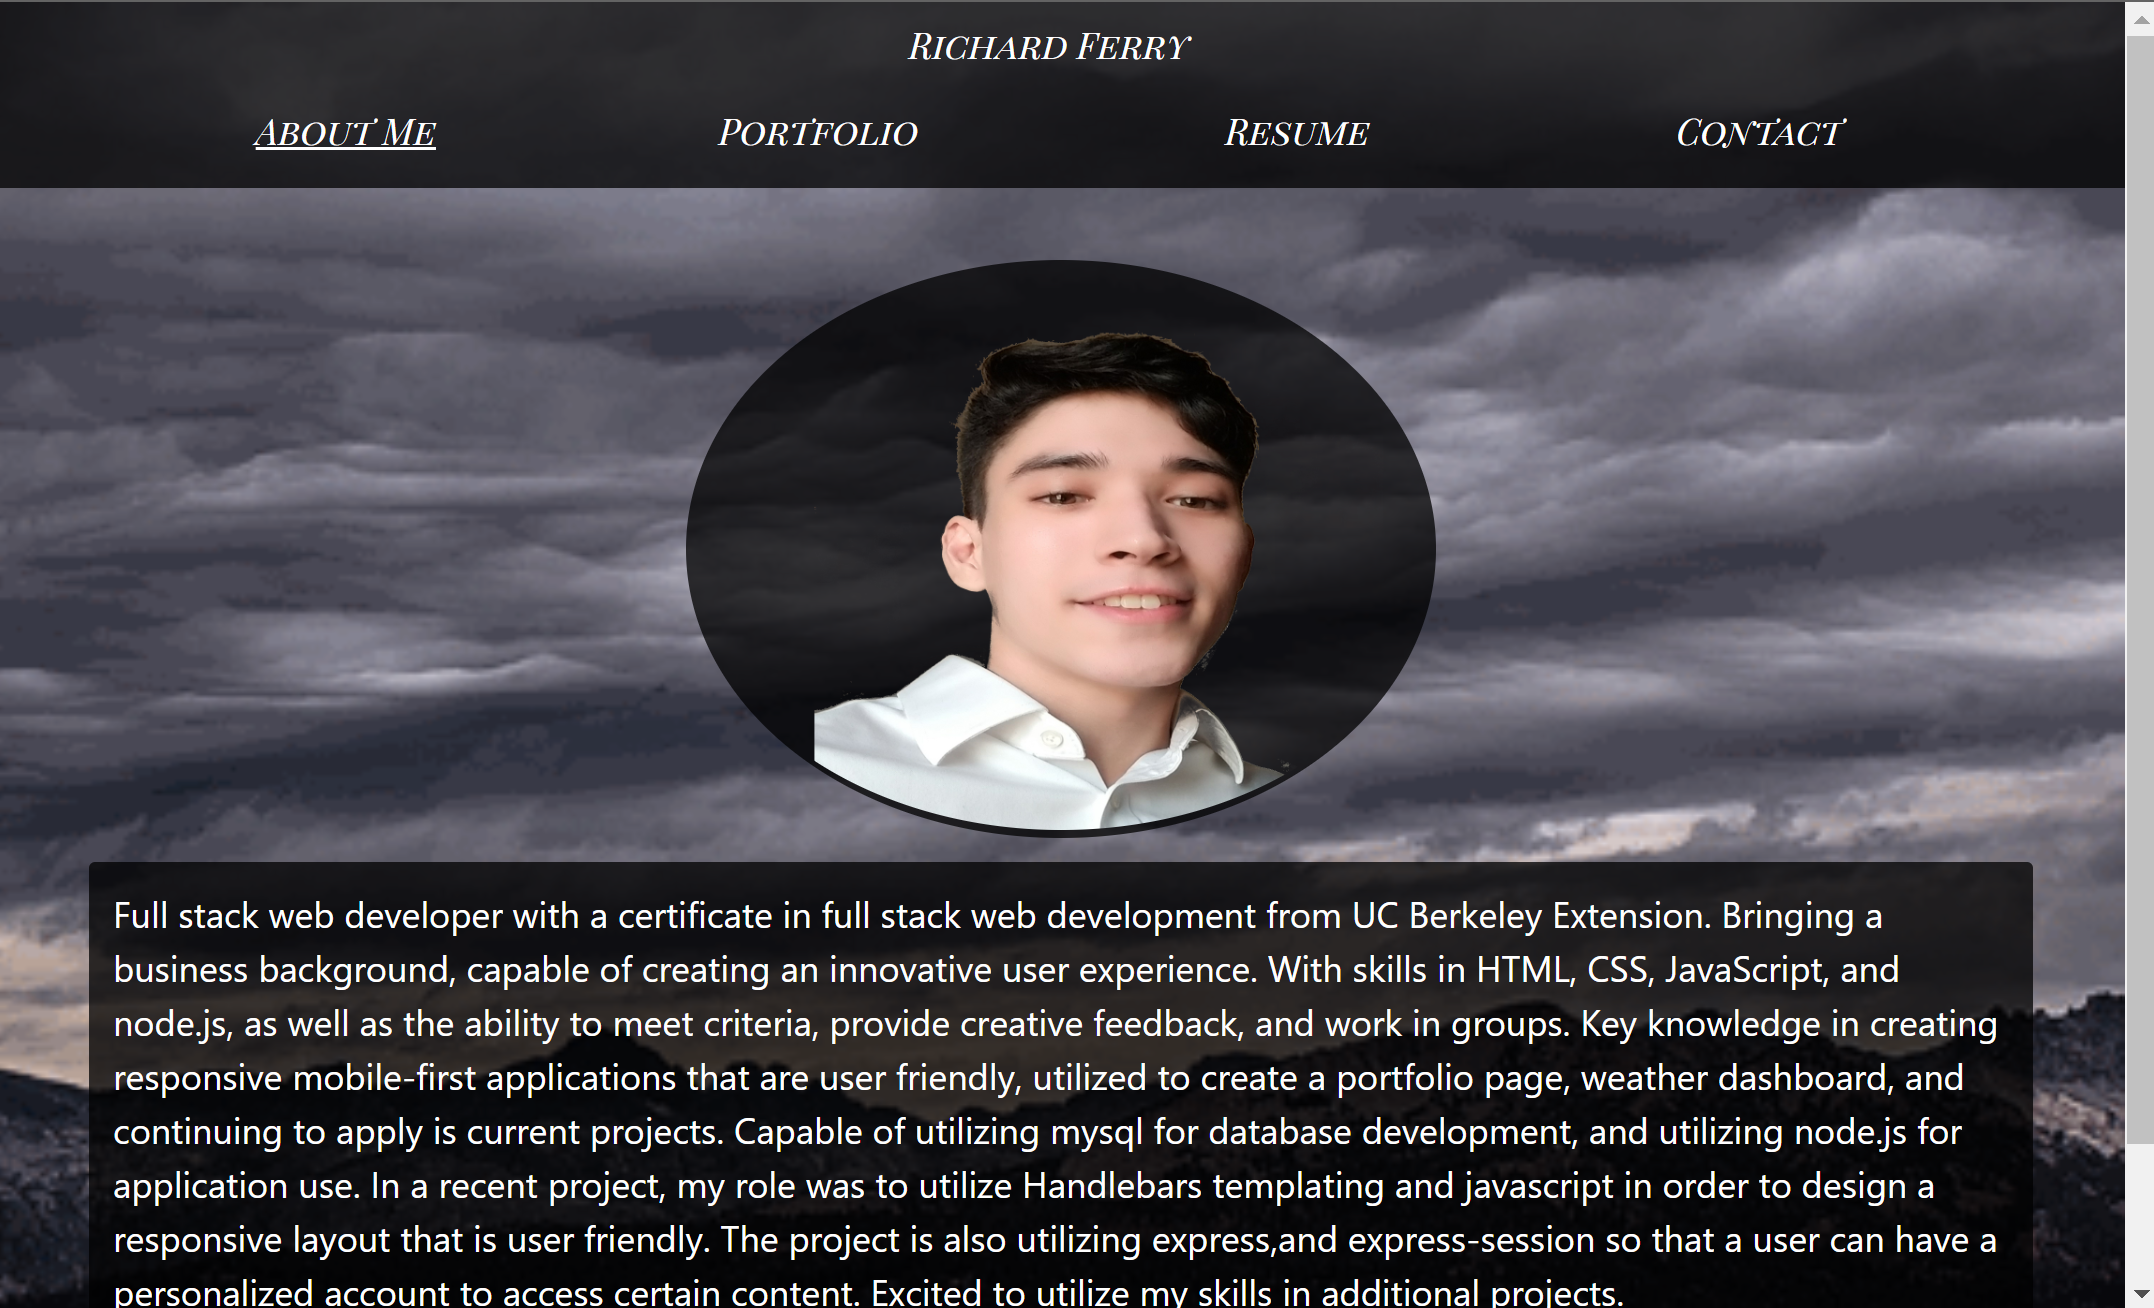 Richard Ferry
About Me Portfolio Resume Contact
Full stack web developer with a certificate in full stack web development from UC Berkeley Extension. Bringing a
business background, capable of creating an innovative user experience. With skills in HTML, CSS, JavaScript, and
node.js, as well as the ability to meet criteria, provide creative feedback, and work in groups. Key knowledge in creating
responsive mobile-first applications that are user friendly, utilized to create a portfolio page, weather dashboard, and
continuing to apply is current projects. Capable of utilizing mysql for database development, and utilizing node.js for
application use. In a recent project, my role was to utilize Handlebars templating and javascript in order to design a
responsive layout that is user friendly. The project is also utilizing express,and express-session so that a user can have a
personalized account to access certain content. Excited to utilize my skills in additional projects.